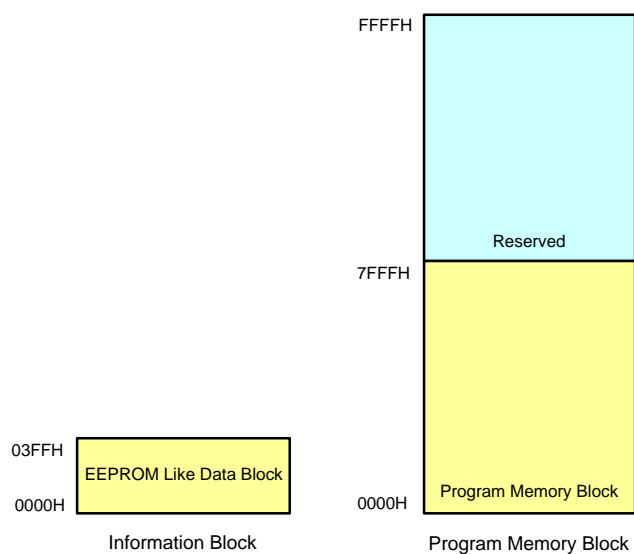 FFFFH
Reserved
7FFFH
03FFH
EEPROM Like Data Block
0000H
Program Memory Block
0000H
Information Block
Program Memory Block